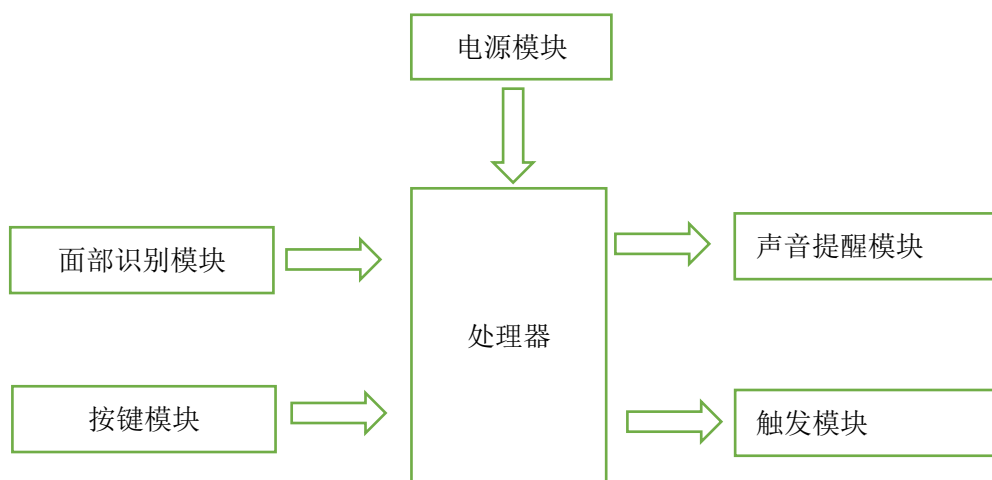 电源模块
面部识别模块
声音提醒模块
处理器
按键模块
触发模块